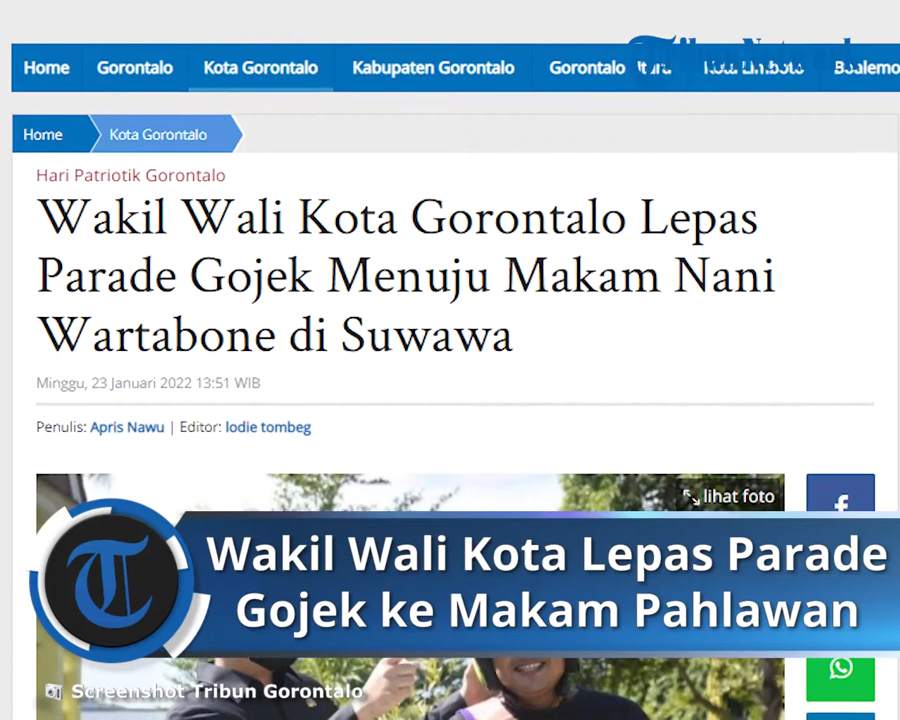 Home Gorontalo Kota Gorontalo Kabupaten Gorontalo Gorontalo
Home Kota Gorontalo
Hari Patriotik Gorontalo
Wakil Wali Kota Gorontalo Lepas
Parade Gojek Menuju Makam Nani
Wartabone di Suwawa
Minggu, 23 Januari 2022 13:51 WIB
Penulis: Apris Nawu | Editor: lodie tombeg
lihat foto
Wakil Wali Kota Lepas Parade
Gojek ke Makam Pahlawan
Screenshot Tribun Gorontalo